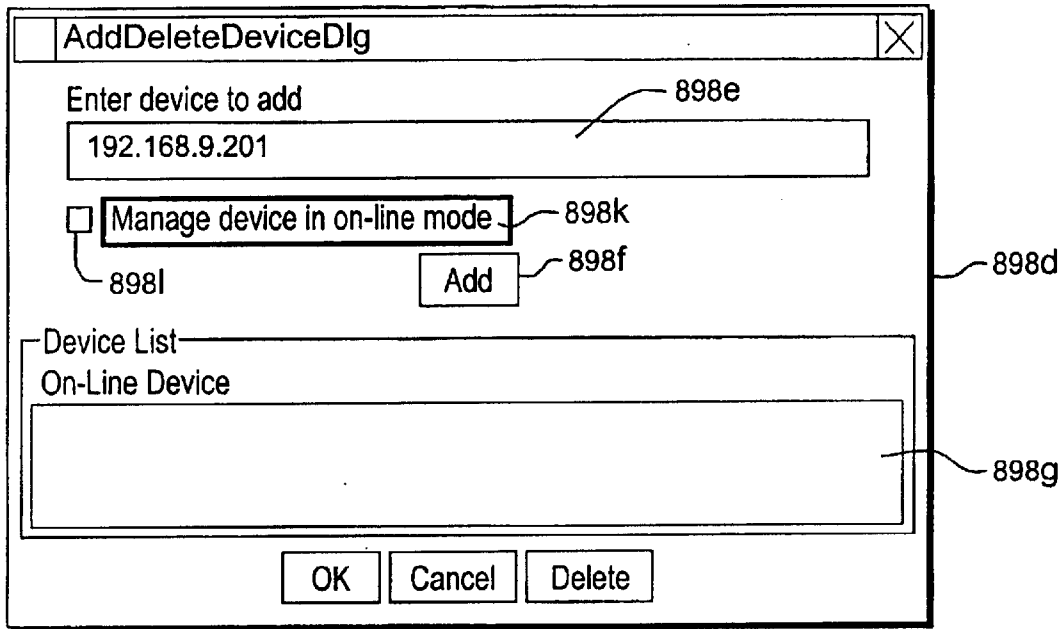 AddDeleteDeviceDlg
Enter device to add
898e
192.168.9.201
Manage device in on-line mode
898k
898l
Add
898f
898d
Device List
On-Line Device
898g
OK
Cancel
Delete